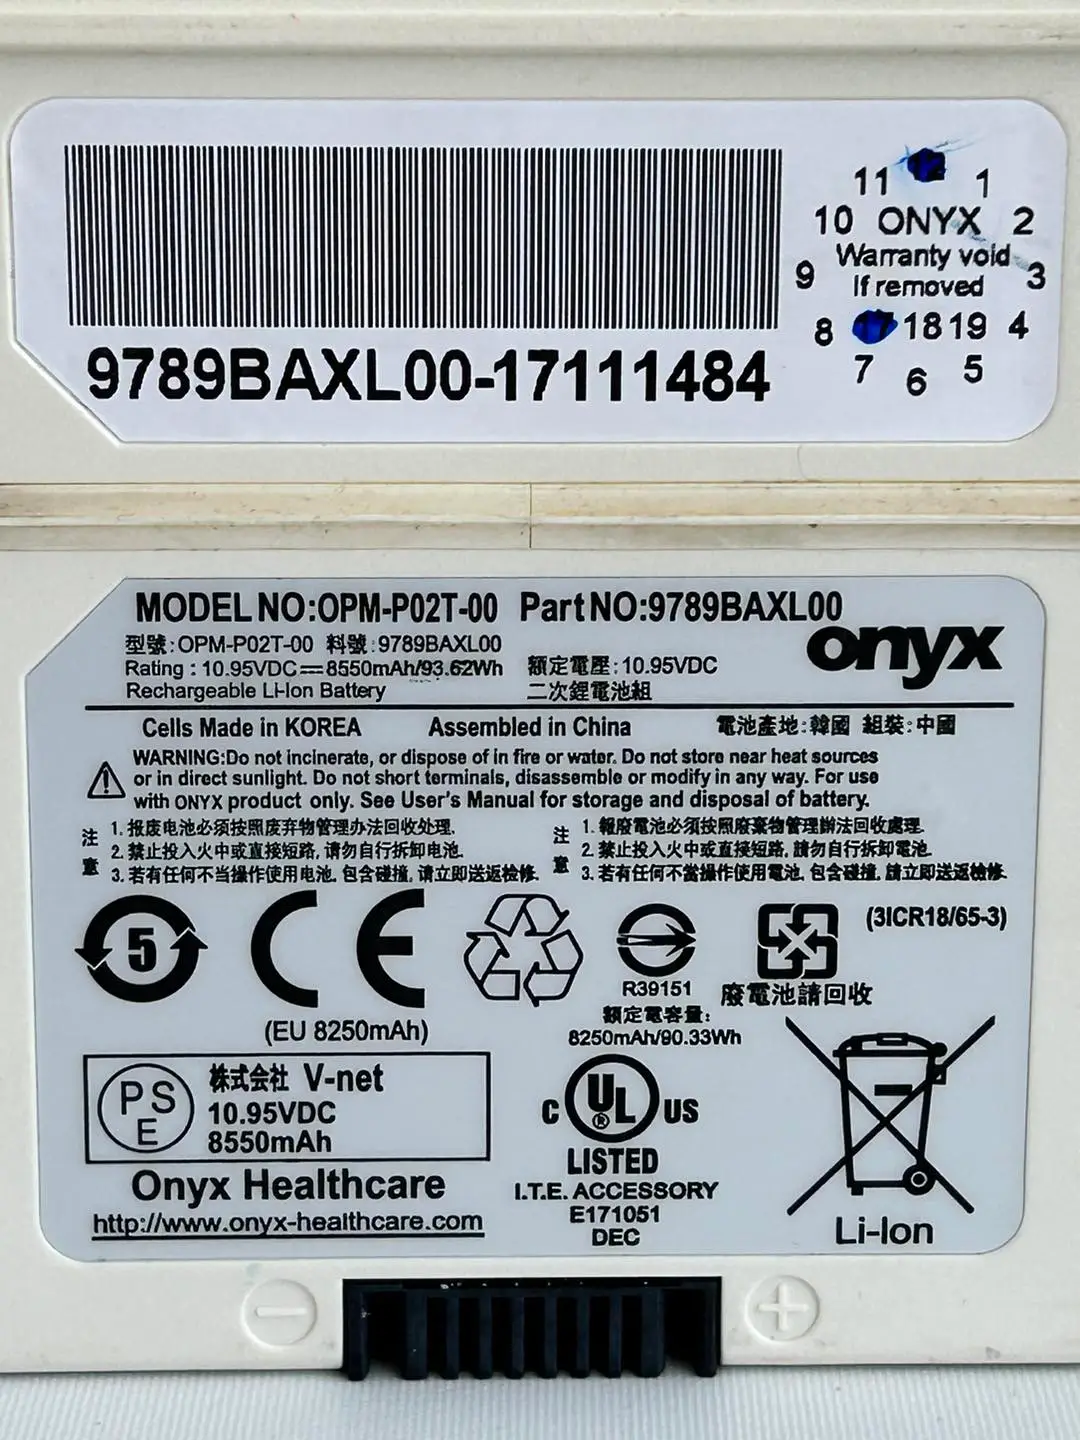 11 1
10 ONYX 2
Warranty void
9 If removed 3
8 17 18 19 4
7 6 5
9789BAXL00-17111484
MODEL NO:OPM-P02T-00 PartNO:9789BAXL00
onyx
型號:OPM-P02T-00 料號:9789BAXL00
Rating : 10.95VDC⎓8550mAh/93.62Wh 額定電壓:10.95VDC
Rechargeable Li-Ion Battery 二次鋰電池組
Cells Made in KOREA Assembled in China 電池產地:韓國 組裝:中國
WARNING:Do not incinerate, or dispose of in fire or water. Do not store near heat sources
or in direct sunlight. Do not short terminals, disassemble or modify in any way. For use
with ONYX product only. See User's Manual for storage and disposal of battery.
注意
1. 报废电池必须按照废弃物管理办法回收处理.
2. 禁止投入火中或直接短路, 请勿自行拆卸电池.
3. 若有任何不当操作使用电池, 包含碰撞, 请立即送返检修.
注意
1. 報廢電池必须按照廢棄物管理辦法回收處理.
2. 禁止投入火中或直接短路, 請勿自行拆卸電池.
3. 若有任何不當操作使用電池, 包含碰撞, 請立即送返檢修.
5
CE
(EU 8250mAh)
R39151
額定電容量:
8250mAh/90.33Wh
廢電池請回收
(3ICR18/65-3)
PSE
株式会社 V-net
10.95VDC
8550mAh
Onyx Healthcare
http://www.onyx-healthcare.com
C UL ® US
LISTED
I.T.E. ACCESSORY
E171051
DEC
Li-Ion
− +